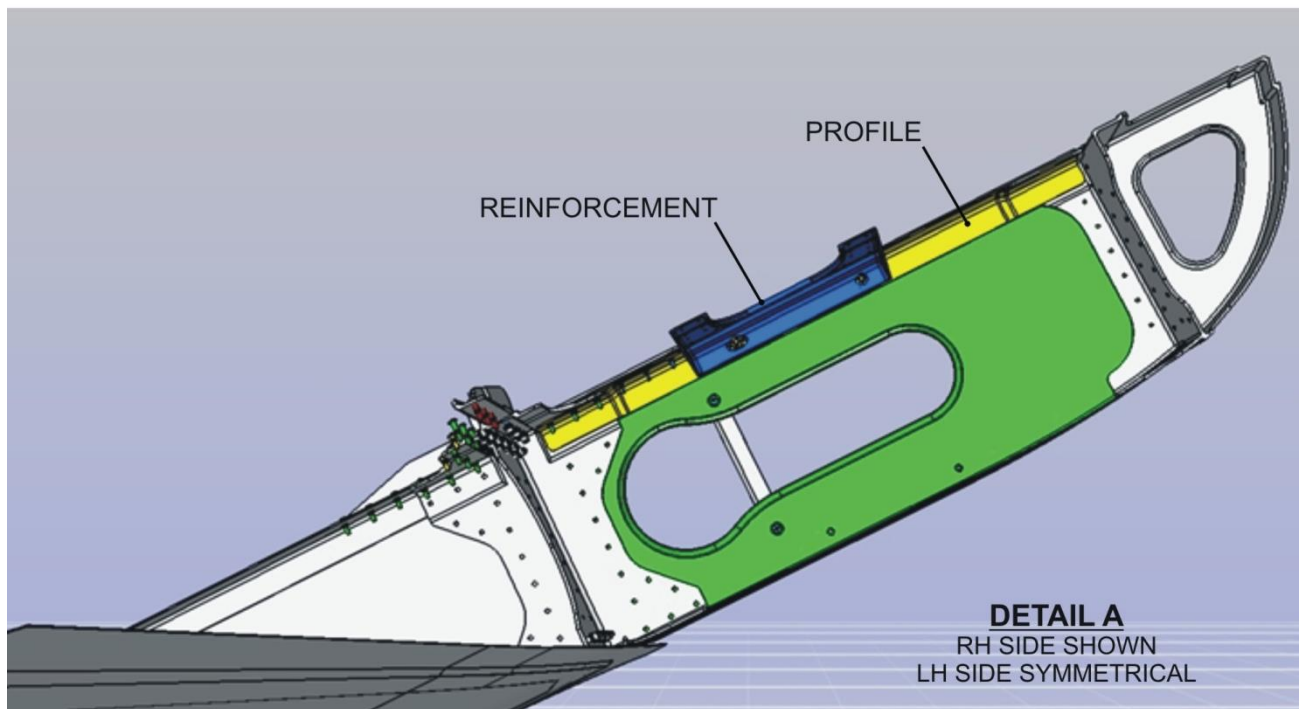 PROFILE
REINFORCEMENT
DETAIL A
RH SIDE SHOWN
LH SIDE SYMMETRICAL